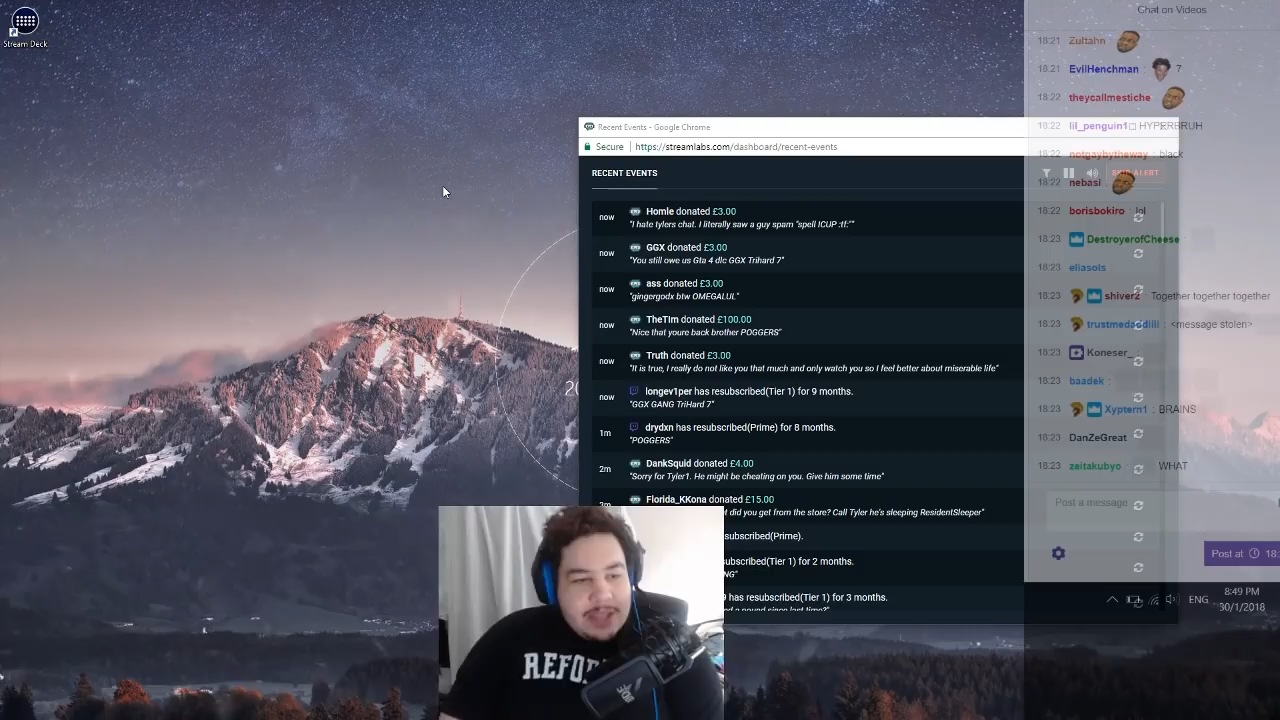 Stream Deck
Recent Events - Google Chrome
Secure
https://streamlabs.com/dashboard/recent-events
RECENT EVENTS
SKIP ALERT
now
Homle donated £3.00
"I hate tylers chat. I literally saw a guy spam "spell ICUP :tf:""
now
GGX donated £3.00
"You still owe us Gta 4 dlc GGX Trihard 7"
now
ass donated £3.00
"gingergodx btw OMEGALUL"
now
TheTIm donated £100.00
"Nice that youre back brother POGGERS"
now
Truth donated £3.00
"It is true, I really do not like you that much and only watch you so I feel better about miserable life"
now
longev1per has resubscribed(Tier 1) for 9 months.
"GGX GANG TriHard 7"
1m
drydxn has resubscribed(Prime) for 8 months.
"POGGERS"
2m
DankSquid donated £4.00
"Sorry for Tyler1. He might be cheating on you. Give him some time"
Florida_KKona donated £15.00
did you get from the store? Call Tyler he's sleeping ResidentSleeper"
subscribed(Prime).
subscribed(Tier 1) for 2 months.
NG"
has resubscribed(Tier 1) for 3 months.
Chat on Videos
18:21 Zultahn
18:21 EvilHenchman : 7
18:22 theycallmestiche
18:22 lil_penguin1 HYPERBRUH
18:22 notgaybytheway : black
18:22 nebasi
18:22 borisbokiro : lol
18:23 DestroyerofCheese
18:23 eliasols
18:23 shiver2 : Together together together
18:23 : <message stolen>
18:23 Koneser_
18:23 baadek
18:23 Xyptern1 : BRAINS
18:23 DanZeGreat
18:23 zeitakubyo : WHAT
Post a message
Post at 18:
ENG
8:49 PM
30/1/2018
REFO